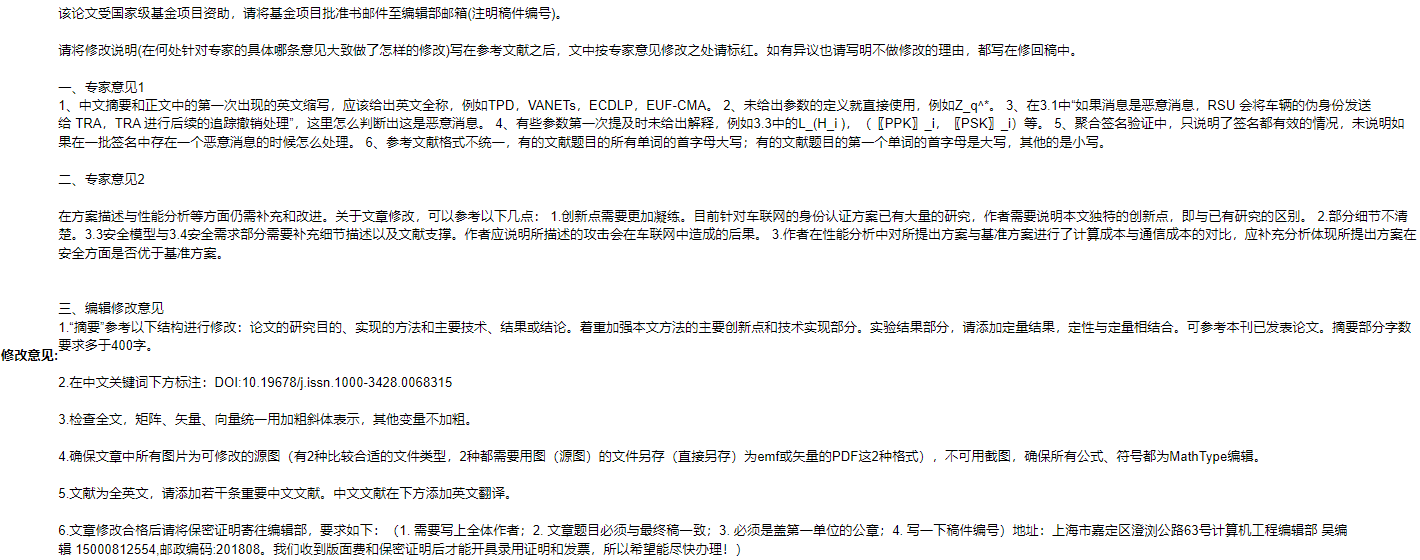 该论文受国家级基金项目资助，请将基金项目批准书邮件至编辑部邮箱(注明稿件编号)。
请将修改说明(在何处针对专家的具体哪条意见大致做了怎样的修改)写在参考文献之后，文中按专家意见修改之处请标红。如有异议也请写明不做修改的理由，都写在修回稿中。
一、专家意见1
1、中文摘要和正文中的第一次出现的英文缩写，应该给出英文全称，例如TPD，VANETs，ECDLP，EUF-CMA。 2、未给出参数的定义就直接使用，例如Z_q^*。 3、在3.1中“如果消息是恶意消息，RSU 会将车辆的伪身份发送
给 TRA，TRA 进行后续的追踪撤销处理”，这里怎么判断出这是恶意消息。 4、有些参数第一次提及时未给出解释，例如3.3中的L_(H_i )，（〖PPK〗_i，〖PSK〗_i）等。 5、聚合签名验证中，只说明了签名都有效的情况，未说明如
果在一批签名中存在一个恶意消息的时候怎么处理。 6、参考文献格式不统一，有的文献题目的所有单词的首字母大写；有的文献题目的第一个单词的首字母是大写，其他的是小写。
二、专家意见2
在方案描述与性能分析等方面仍需补充和改进。关于文章修改，可以参考以下几点： 1.创新点需要更加凝练。目前针对车联网的身份认证方案已有大量的研究，作者需要说明本文独特的创新点，即与已有研究的区别。 2.部分细节不清
楚。3.3安全模型与3.4安全需求部分需要补充细节描述以及文献支撑。作者应说明所描述的攻击会在车联网中造成的后果。 3.作者在性能分析中对所提出方案与基准方案进行了计算成本与通信成本的对比，应补充分析体现所提出方案在
安全方面是否优于基准方案。
三、编辑修改意见
1.“摘要”参考以下结构进行修改：论文的研究目的、实现的方法和主要技术、结果或结论。着重加强本文方法的主要创新点和技术实现部分。实验结果部分，请添加定量结果，定性与定量相结合。可参考本刊已发表论文。摘要部分字数
要求多于400字。
修改意见:
2.在中文关键词下方标注：DOI:10.19678/j.issn.1000-3428.0068315
3.检查全文，矩阵、矢量、向量统一用加粗斜体表示，其他变量不加粗。
4.确保文章中所有图片为可修改的源图（有2种比较合适的文件类型，2种都需要用图（源图）的文件另存（直接另存）为emf或矢量的PDF这2种格式），不可用截图，确保所有公式、符号都为MathType编辑。
5.文献为全英文，请添加若干条重要中文文献。中文文献在下方添加英文翻译。
6.文章修改合格后请将保密证明寄往编辑部，要求如下：（1. 需要写上全体作者；2. 文章题目必须与最终稿一致；3. 必须是盖第一单位的公章；4. 写一下稿件编号）地址：上海市嘉定区澄浏公路63号计算机工程编辑部 吴编
辑 15000812554,邮政编码:201808。我们收到版面费和保密证明后才能开具录用证明和发票，所以希望能尽快办理！）